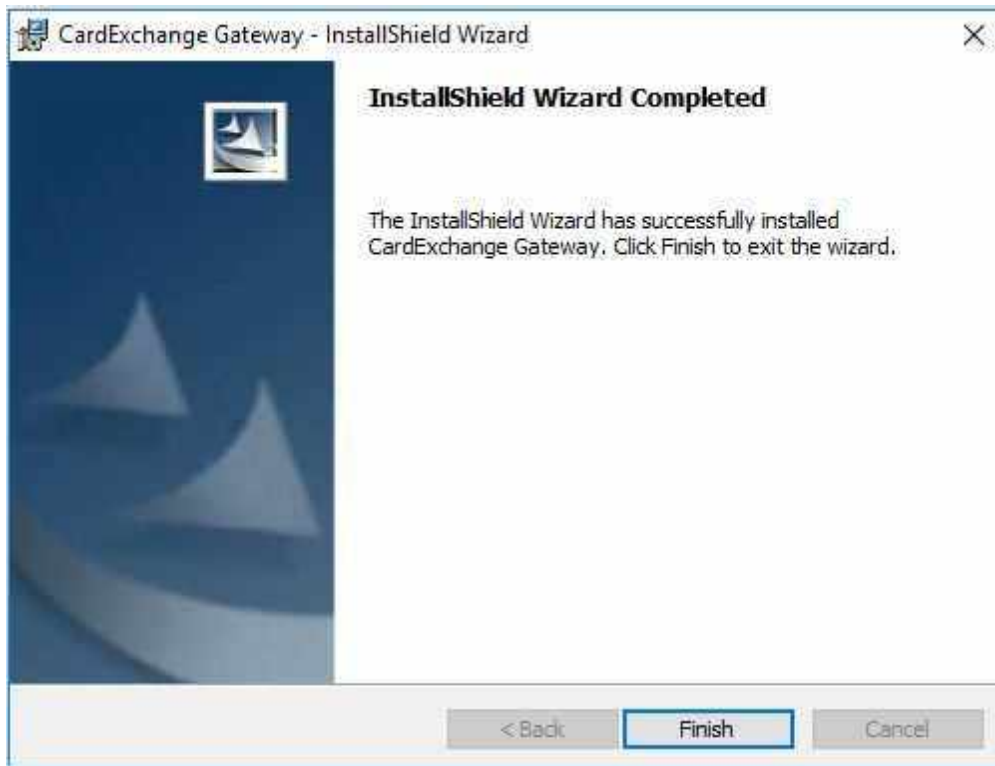 CardExchange Gateway - InstallShield Wizard
InstallShield Wizard Completed
The InstallShield Wizard has successfully installed
CardExchange Gateway. Click Finish to exit the wizard.
< Back
Finish
Cancel